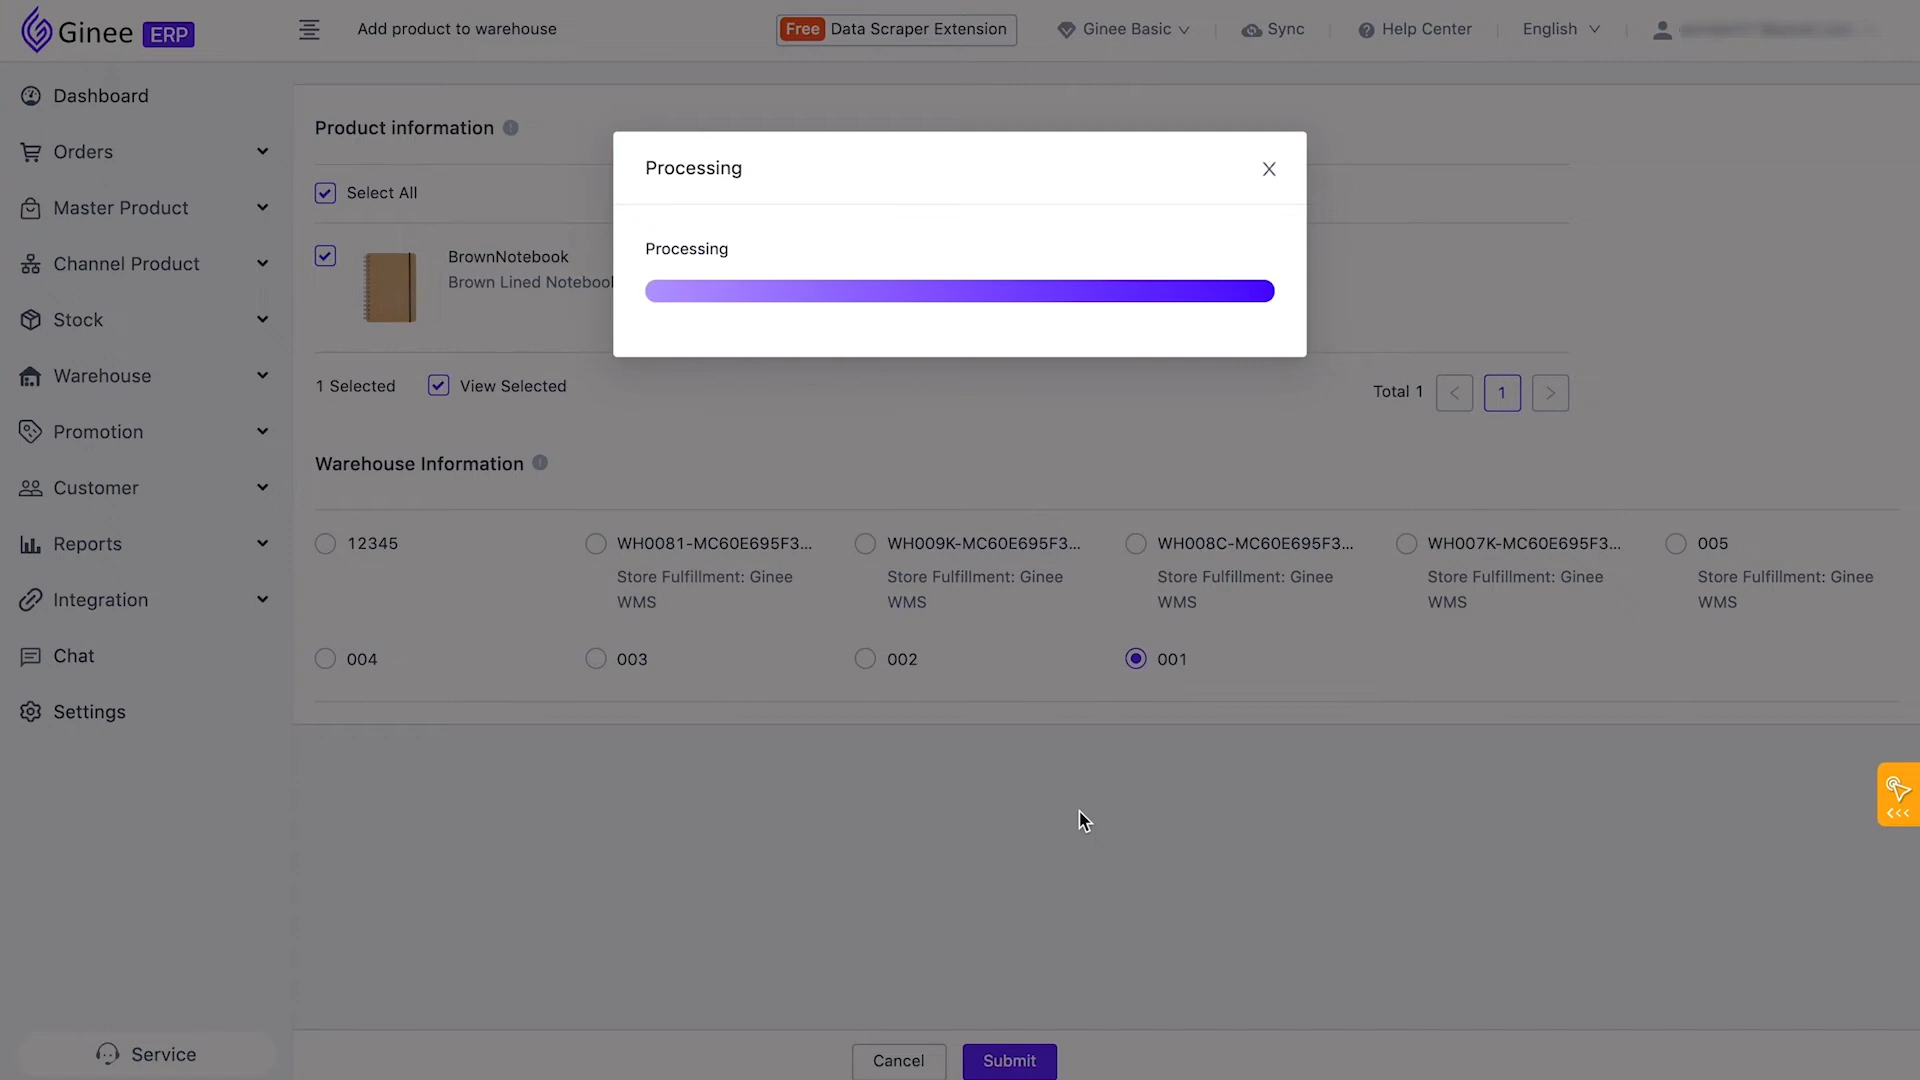 Ginee ERP
Add product to warehouse
Free Data Scraper Extension
Ginee Basic
Sync
Help Center
English
Dashboard
Orders
Master Product
Channel Product
Stock
Warehouse
Promotion
Customer
Reports
Integration
Chat
Settings
Service
Product information
Select All
BrownNotebook
Brown Lined Notebook
Processing
Processing
1 Selected
View Selected
Total 1
1
Warehouse Information
12345
WH0081-MC60E695F3...
Store Fulfillment: Ginee
WMS
WH009K-MC60E695F3...
Store Fulfillment: Ginee
WMS
WH008C-MC60E695F3...
Store Fulfillment: Ginee
WMS
WH007K-MC60E695F3...
Store Fulfillment: Ginee
WMS
005
Store Fulfillment: Ginee
WMS
004
003
002
001
Cancel
Submit